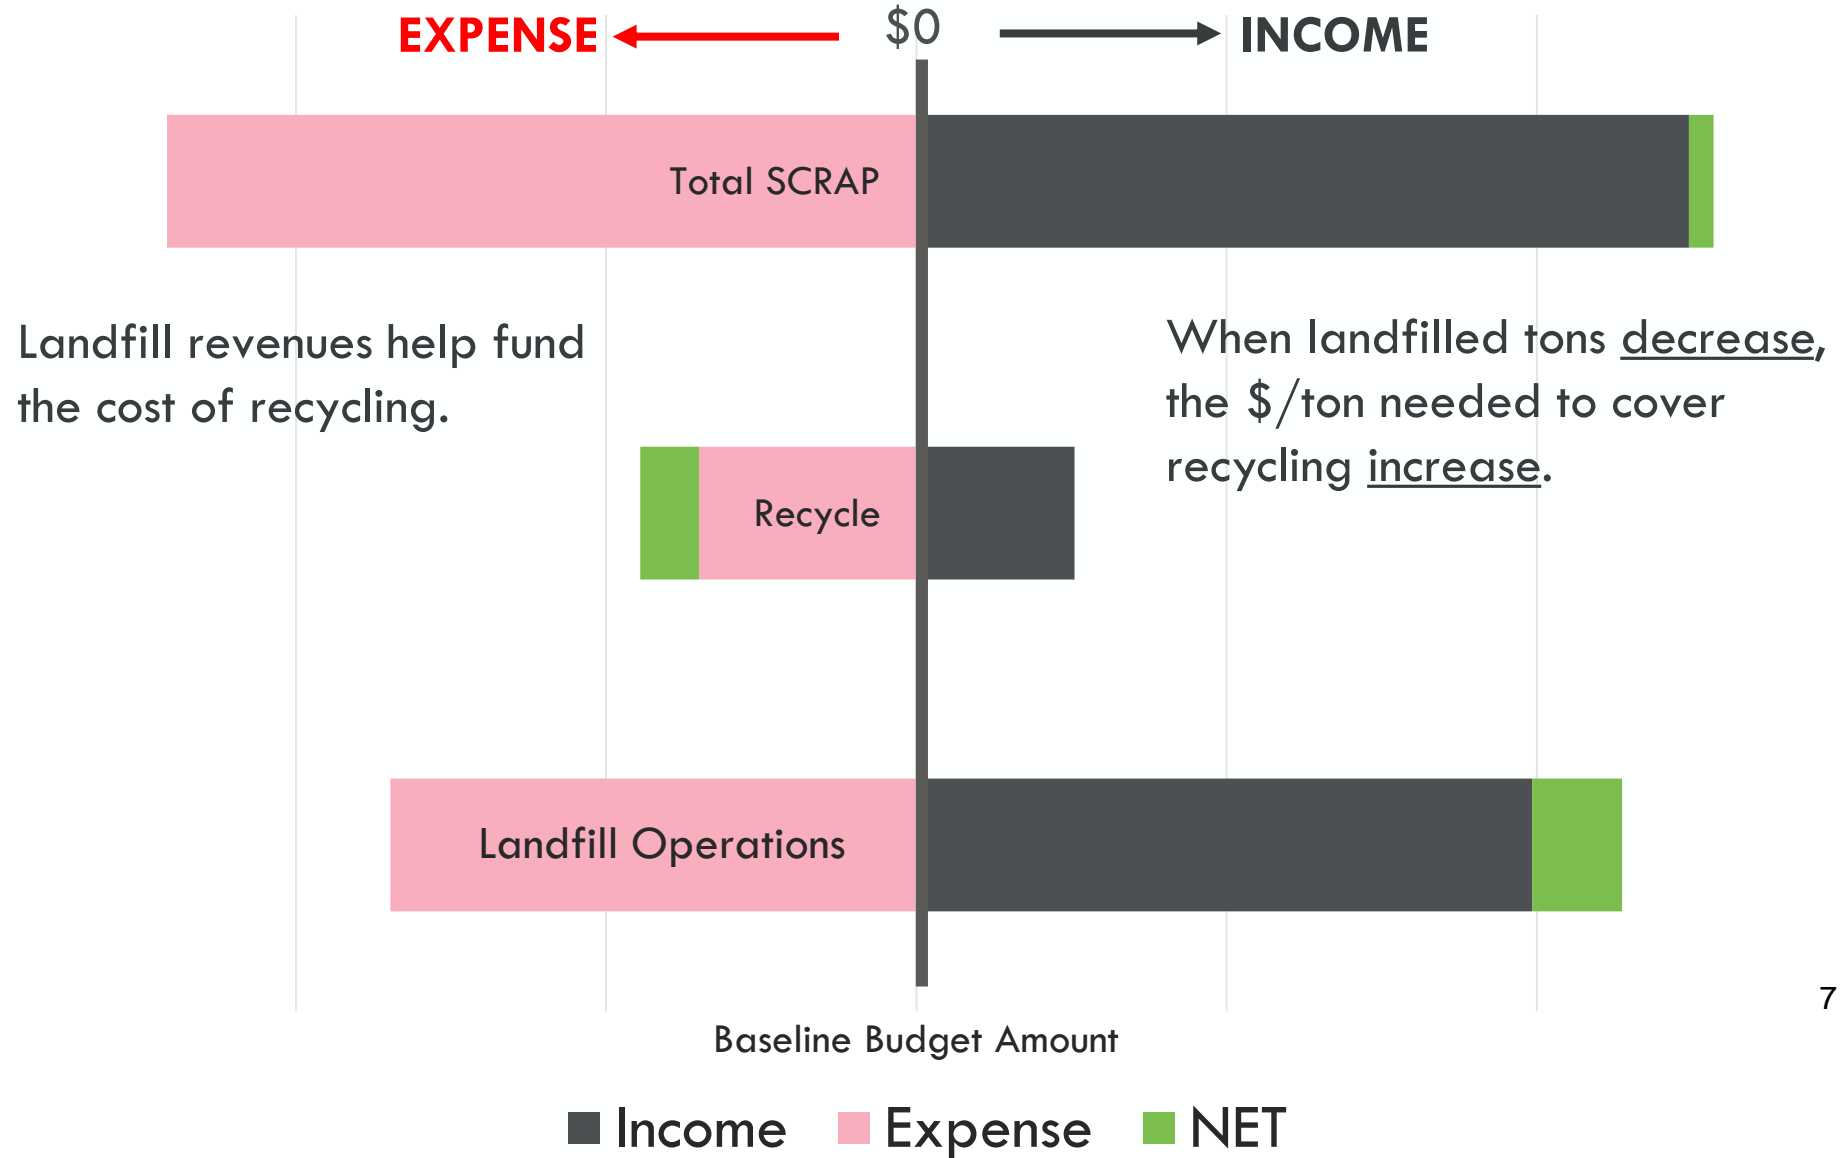 EXPENSE
$0
INCOME
Total SCRAP
Landfill revenues help fund
the cost of recycling.
When landfilled tons decrease,
the $/ton needed to cover
recycling increase.
Recycle
Landfill Operations
7
Baseline Budget Amount
Income
Expense
NET